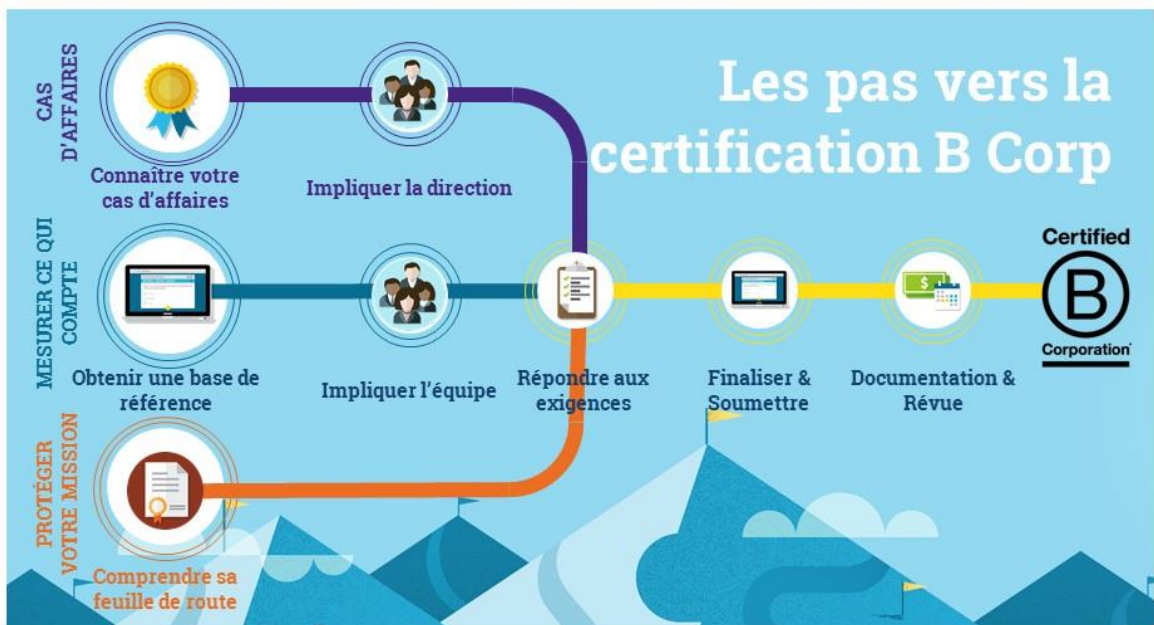 Les pas vers la
certification B Corp
CAS
D'AFFAIRES
Connaître votre
cas d'affaires
Impliquer la direction
MESURER CE QUI
COMPTE
Obtenir une base de
référence
Impliquer l'équipe
Répondre aux
exigences
Finaliser &
Soumettre
Documentation &
Révue
Certified
B
Corporation
PROTÉGER
VOTRE MISSION
Comprendre sa
feuille de route